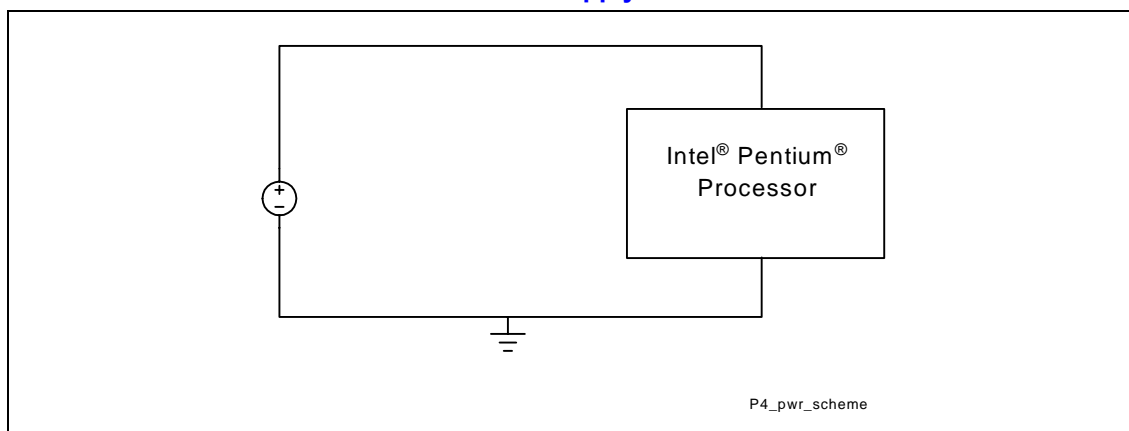 +
−
Intel® Pentium®
Processor
P4_pwr_scheme